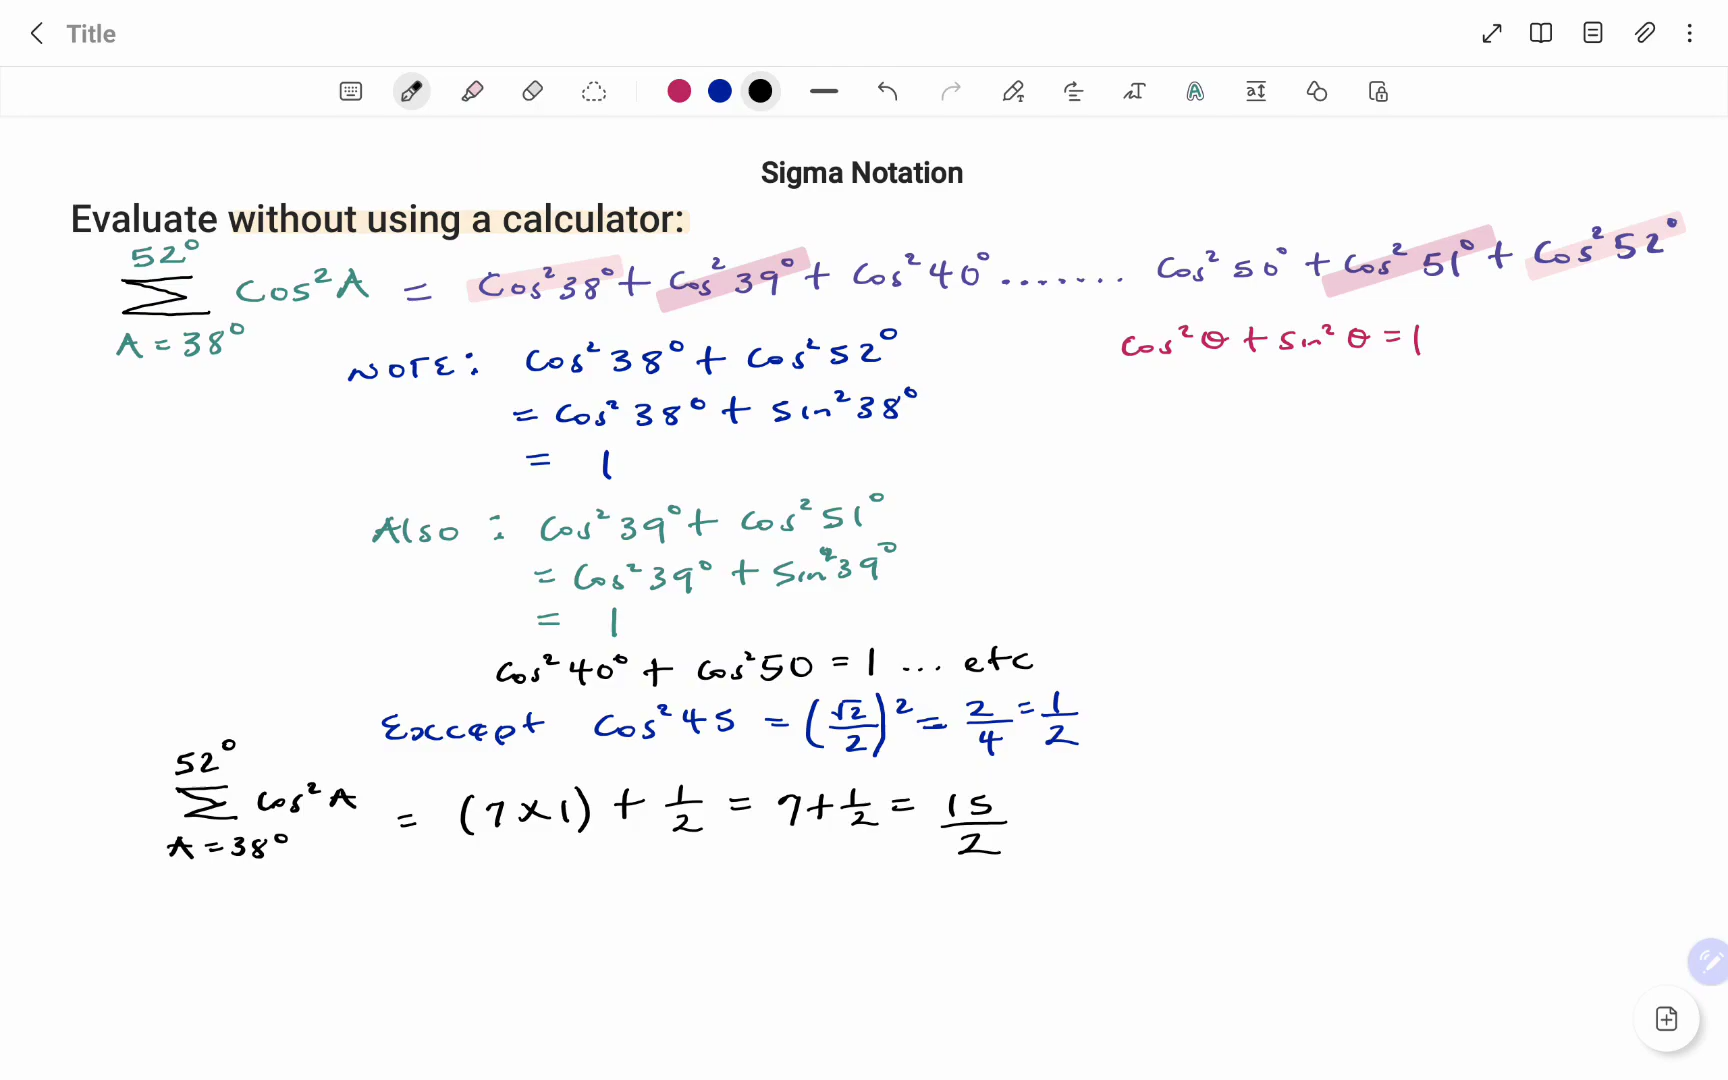 Title
Sigma Notation
Evaluate without using a calculator:
52°
∑ Cos²A = Cos²38° + Cos²39° + Cos²40° ........ Cos²50° + Cos²51° + Cos²52°
A = 38°
Cos²θ + sin²θ = 1
NOTE: Cos²38° + Cos²52°
= Cos²38° + Sin²38°
= 1
Also : Cos²39° + Cos²51°
= Cos²39° + Sin²39°
= 1
Cos²40° + Cos²50 = 1 ... etc
Exccept Cos²45 = (√2/2)² = 2/4 = 1/2
52°
∑ Cos²A = (7×1) + 1/2 = 7 + 1/2 = 15/2
A = 38°